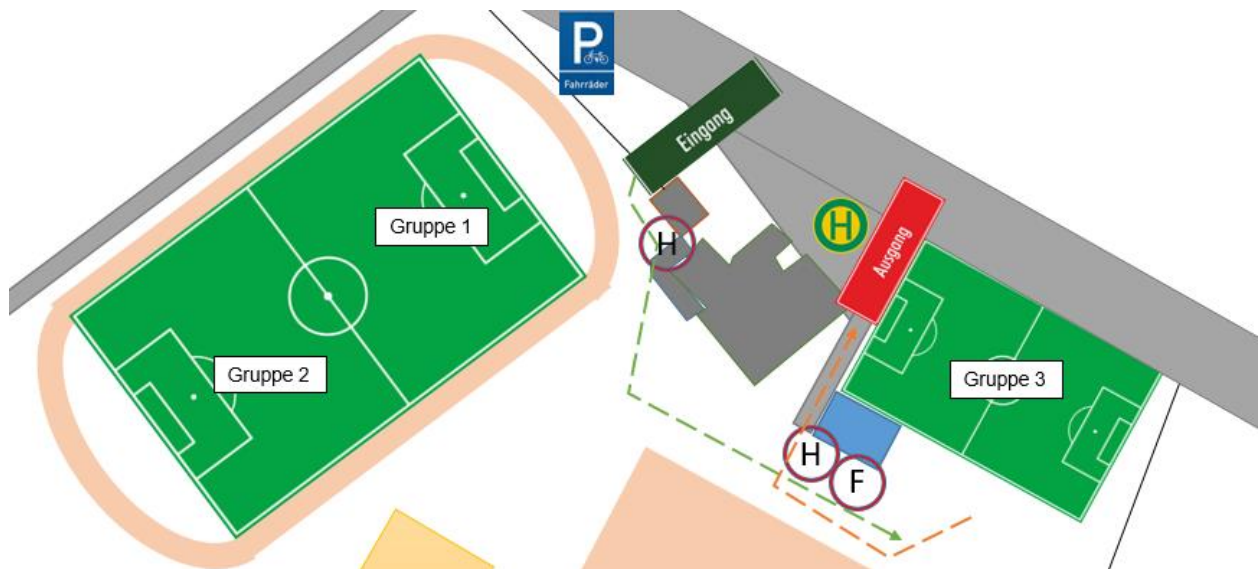 P
Fahrräder
Eingang
H
H
Ausgang
Gruppe 1
Gruppe 2
Gruppe 3
H
F